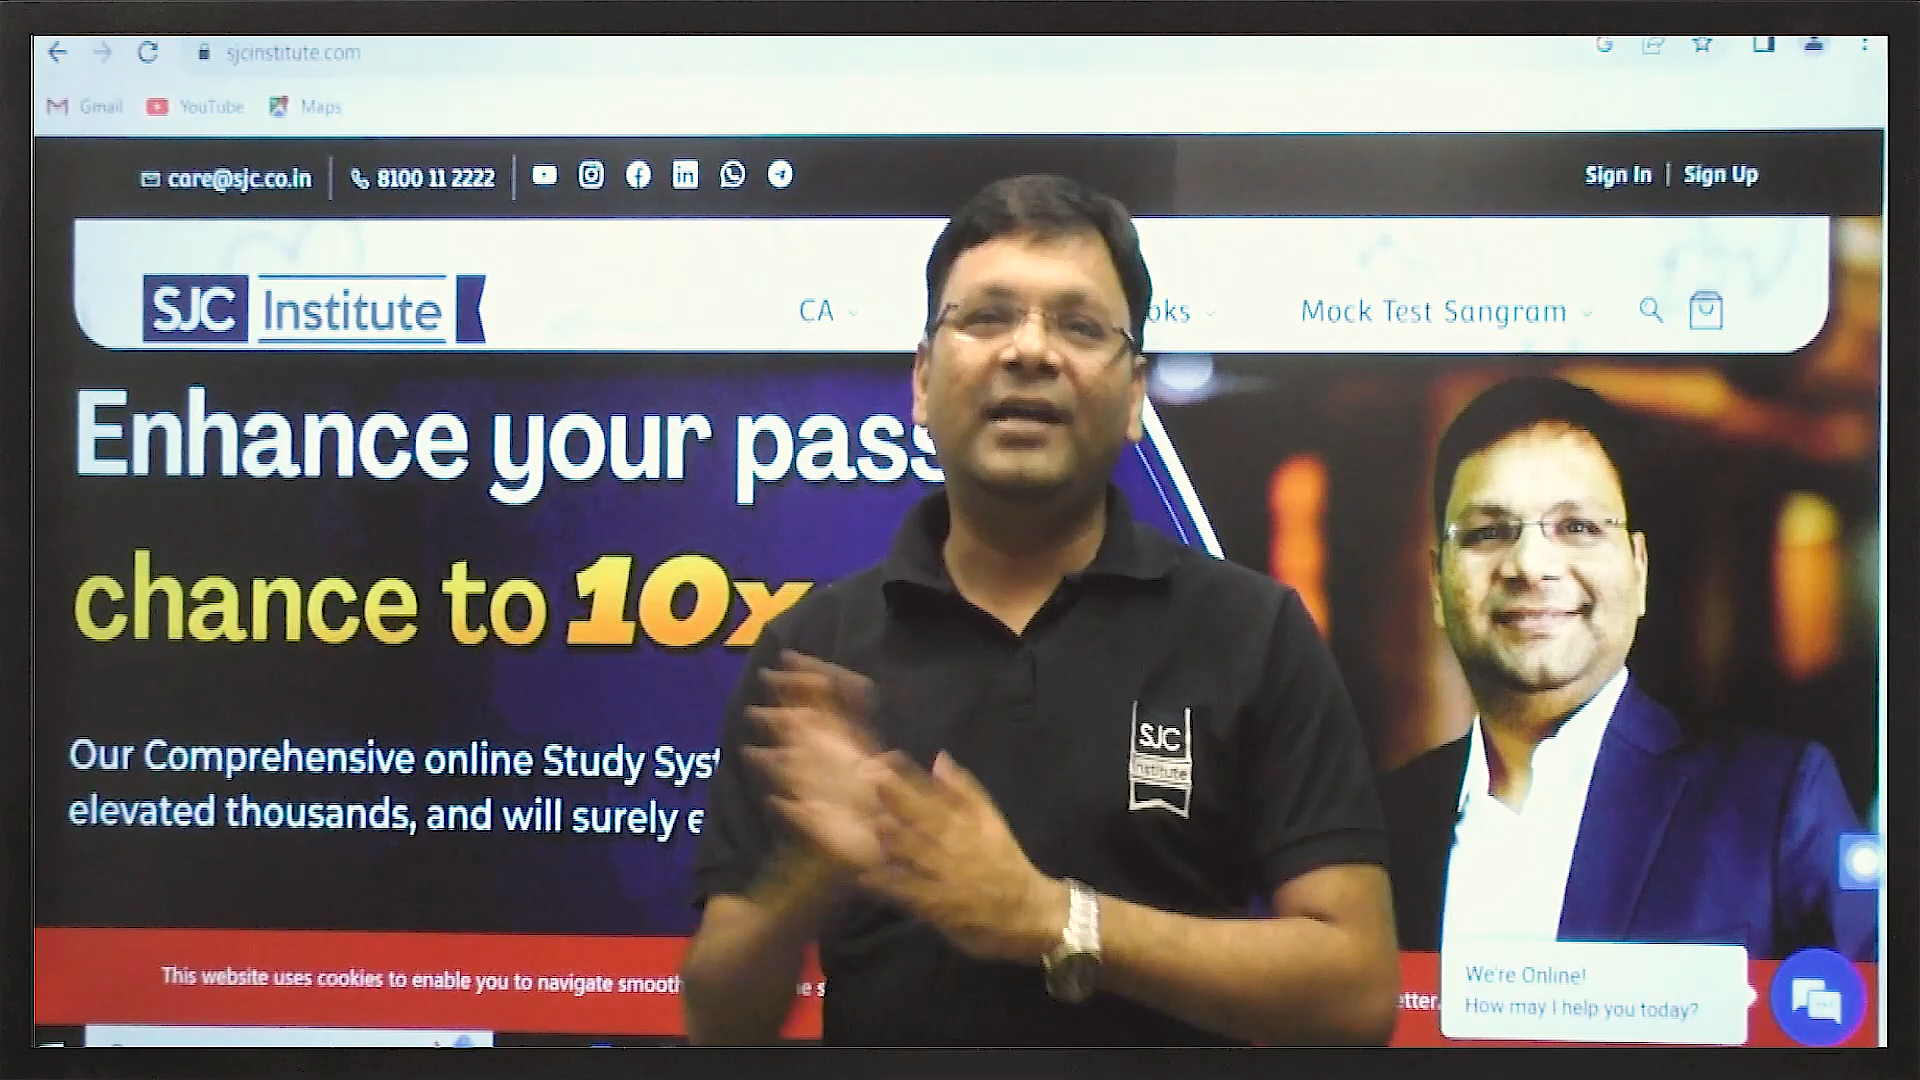 sjcinstitute.com
Gmail YouTube Maps
care@sjc.co.in 8100 11 2222 Sign In | Sign Up
SJC Institute CA Mock Test Sangram
Enhance your pass
chance to 10x
Our Comprehensive online Study
elevated thousands, and will surely
This website uses cookies to enable you to navigate
We're Online!
How may I help you today?
SJC
Institute